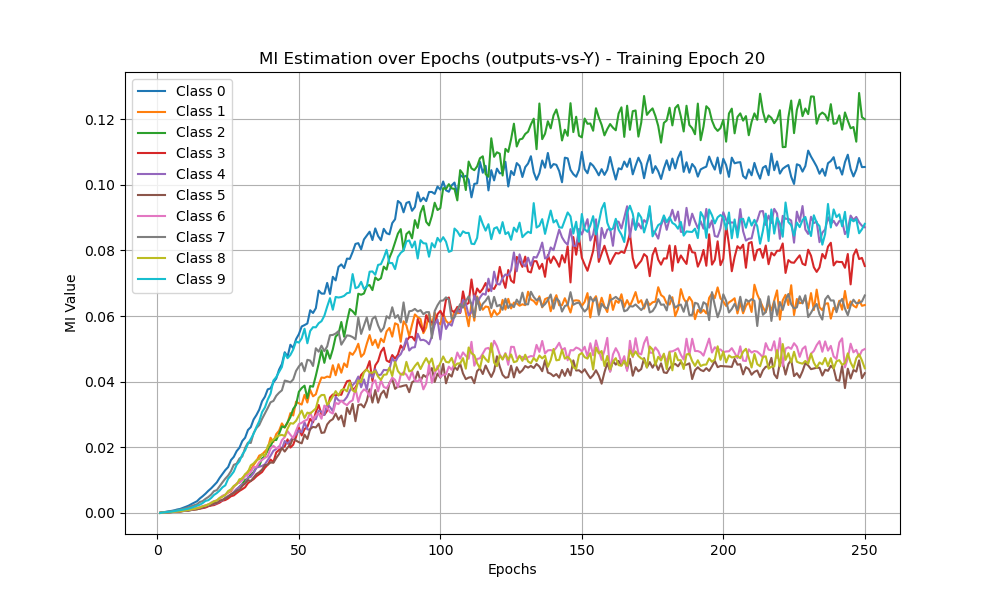 MI Estimation over Epochs (outputs-vs-Y) - Training Epoch 20
Class 0
Class 1
Class 2
Class 3
Class 4
Class 5
Class 6
Class 7
Class 8
Class 9
0.12
0.10
0.08
0.06
0.04
0.02
0.00
MI Value
0 50 100 150 200 250
Epochs